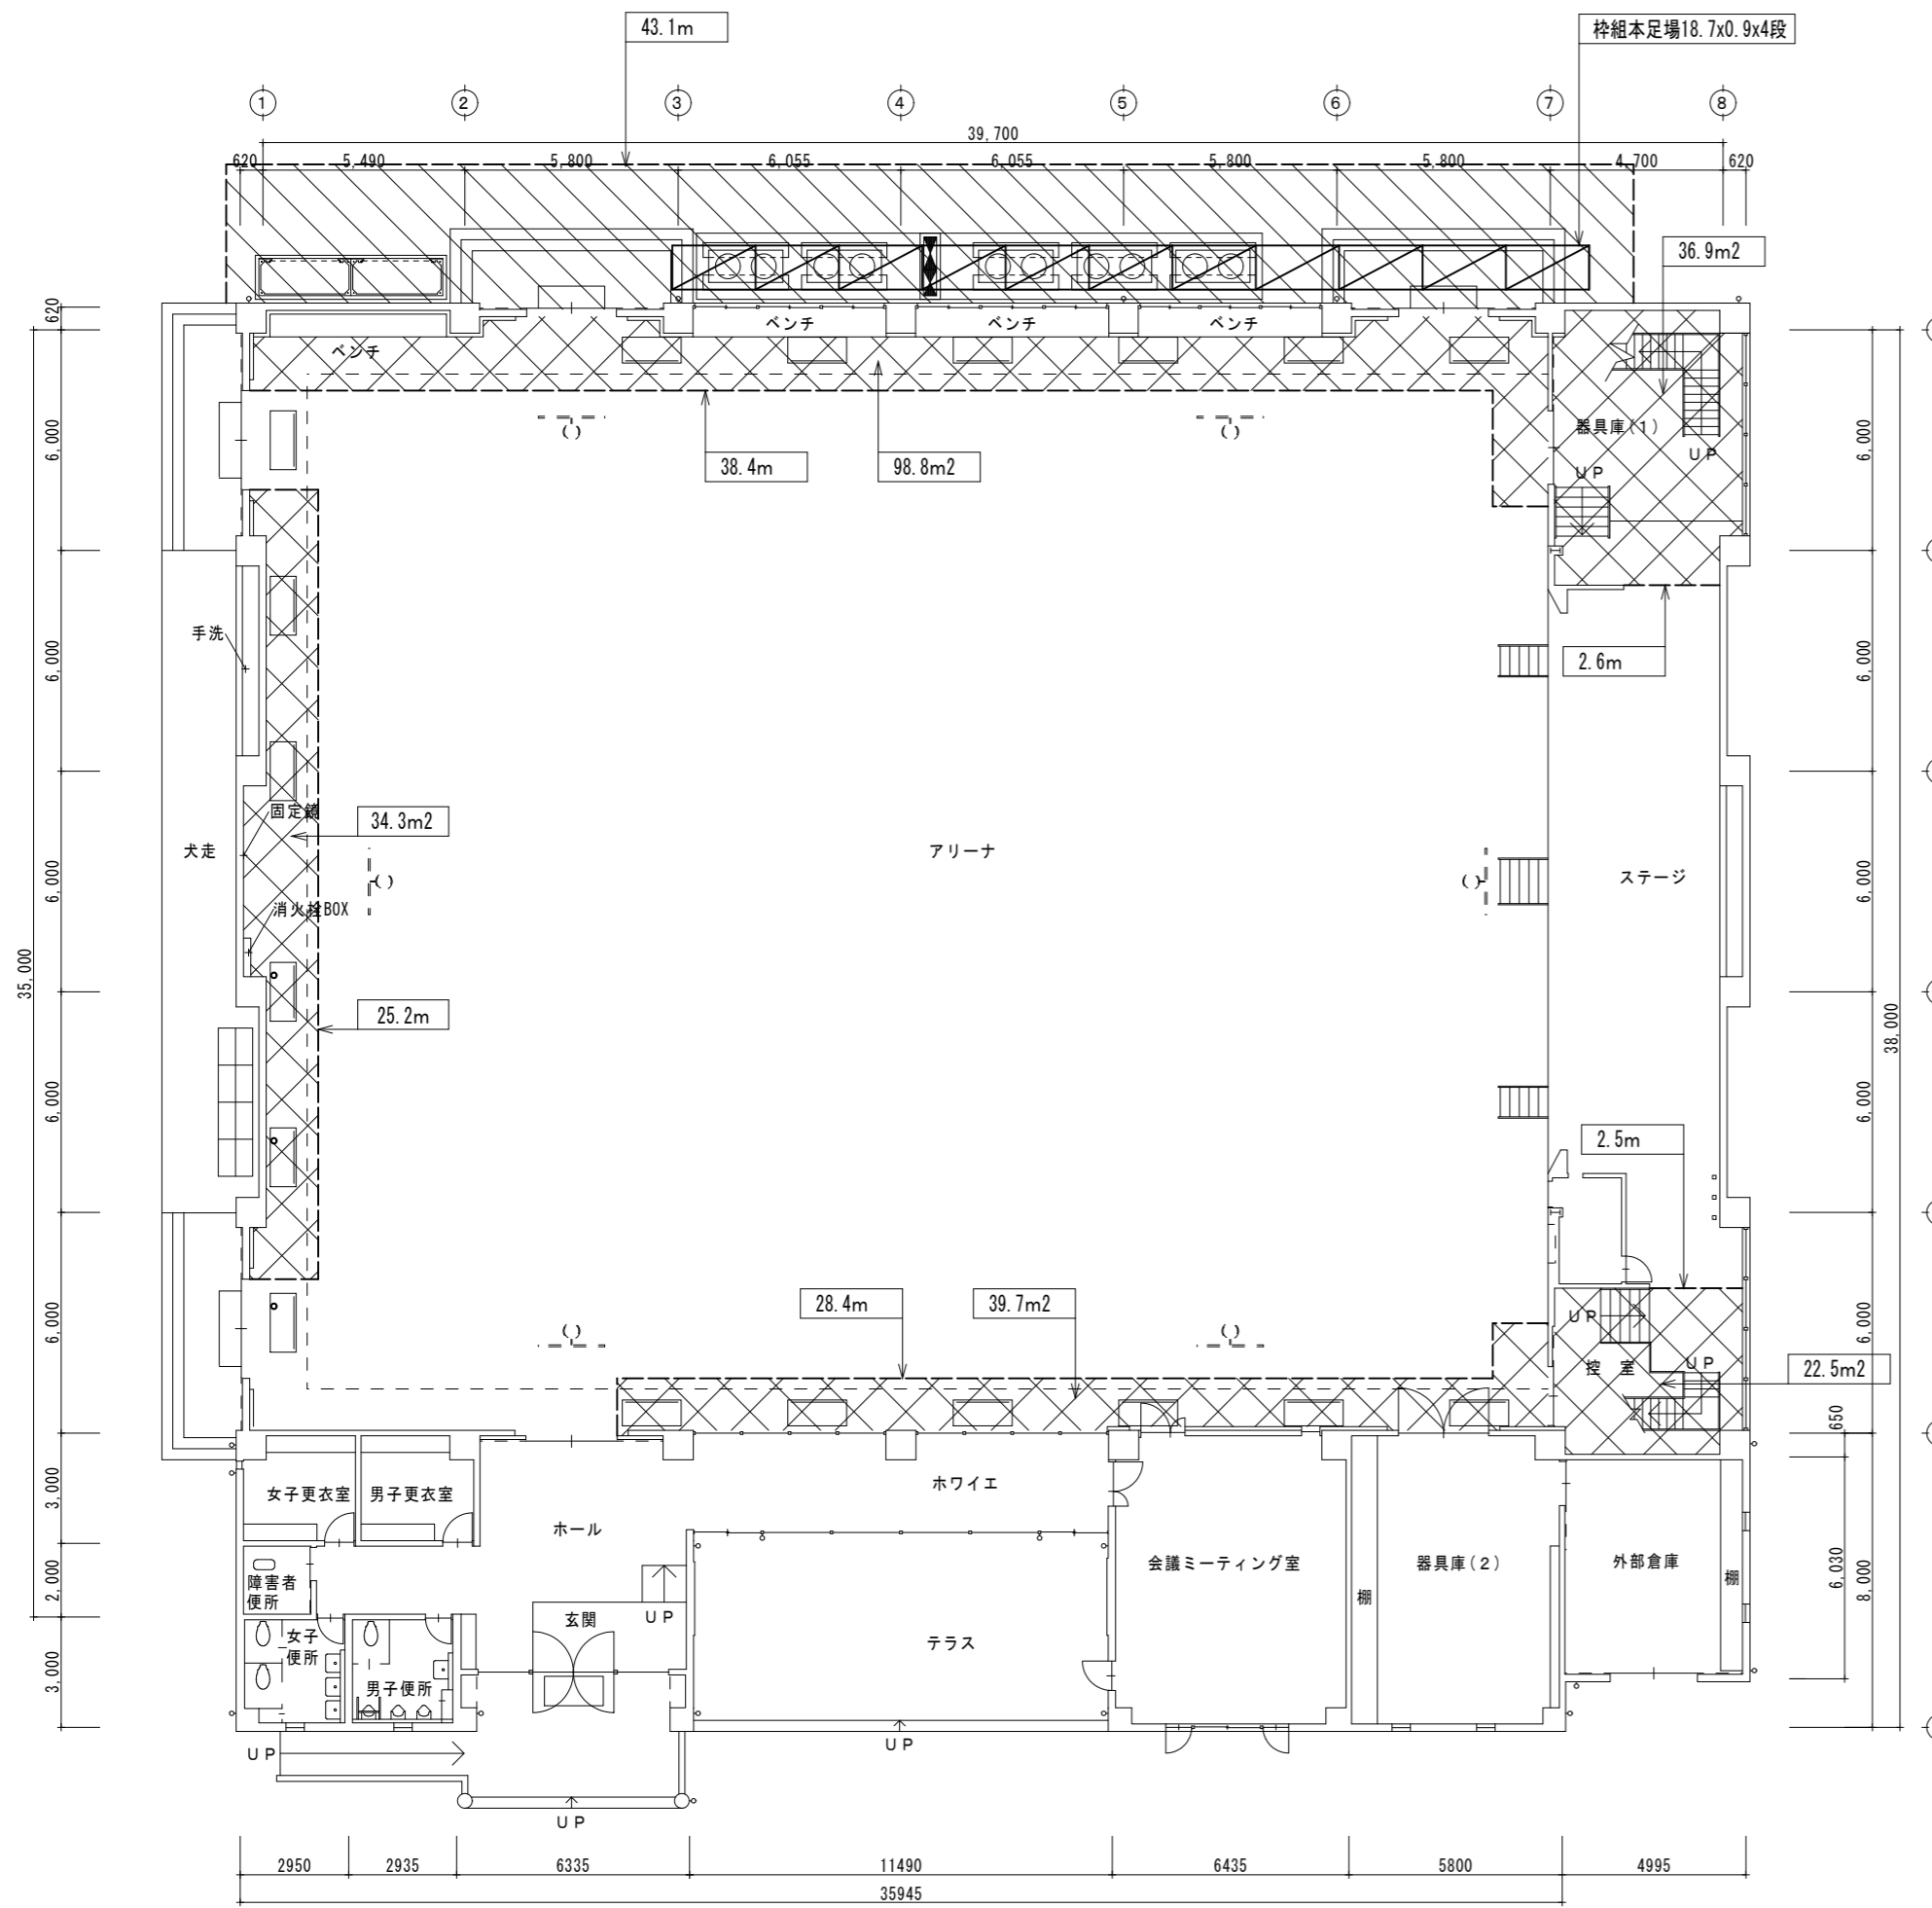 43.1m
枠組本足場18.7x0.9x4段
1
2
3
4
5
6
7
8
39,700
620
5,490
5,800
6,055
6,055
5,800
5,800
4,700
620
36.9m2
620
ベンチ
ベンチ
ベンチ
ベンチ
器具庫(1)
UP
UP
38.4m
98.8m2
6,000
6,000
手洗
6,000
6,000
2.6m
固定鏡
34.3m2
犬走
アリーナ
ステージ
6,000
6,000
消火栓BOX
35,000
25.2m
38,000
6,000
6,000
2.5m
28.4m
39.7m2
UP
6,000
6,000
控室
UP
22.5m2
650
女子更衣室
男子更衣室
ホワイエ
3,000
ホール
会議ミーティング室
器具庫(2)
外部倉庫
障害者
便所
2,000
棚
棚
6,030
8,000
玄関
UP
女子
便所
テラス
3,000
男子便所
UP
UP
UP
2950
2935
6335
11490
6435
5800
4995
35945